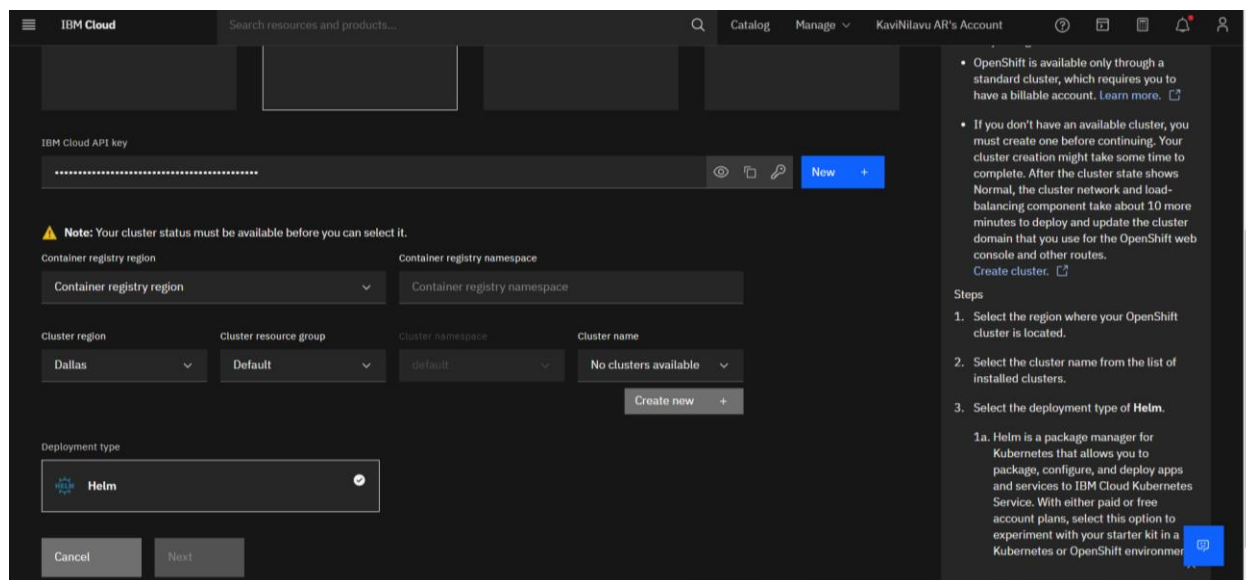 IBM Cloud
Search resources and products...
Catalog
Manage
KaviNilavu AR's Account
IBM Cloud API key
New +
Note: Your cluster status must be available before you can select it.
Container registry region
Container registry namespace
Container registry region
Container registry namespace
Cluster region
Cluster resource group
Cluster namespace
Cluster name
Dallas
Default
default
No clusters available
Create new +
Deployment type
HELM
Helm
Cancel
Next
• OpenShift is available only through a
standard cluster, which requires you to
have a billable account. Learn more.
• If you don't have an available cluster, you
must create one before continuing. Your
cluster creation might take some time to
complete. After the cluster state shows
Normal, the cluster network and load-
balancing component take about 10 more
minutes to deploy and update the cluster
domain that you use for the OpenShift web
console and other routes.
Create cluster.
Steps
1. Select the region where your OpenShift
cluster is located.
2. Select the cluster name from the list of
installed clusters.
3. Select the deployment type of Helm.
1a. Helm is a package manager for
Kubernetes that allows you to
package, configure, and deploy apps
and services to IBM Cloud Kubernetes
Service. With either paid or free
account plans, select this option to
experiment with your starter kit in a
Kubernetes or OpenShift